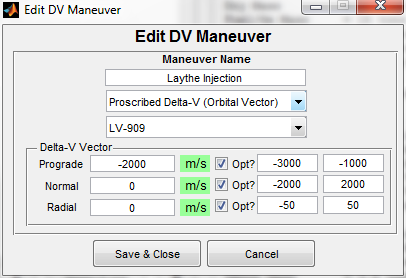 Edit DV Maneuver
Edit DV Maneuver
Maneuver Name
Laythe Injection
Proscribed Delta-V (Orbital Vector)
LV-909
Delta-V Vector
Prograde -2000 m/s Opt? -3000 -1000
Normal 0 m/s Opt? -2000 2000
Radial 0 m/s Opt? -50 50
Save & Close Cancel